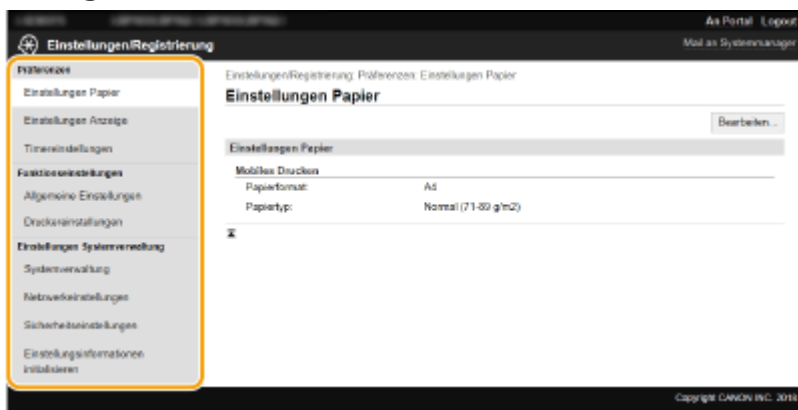 An Portal Logout
Einstellungen/Registrierung
Mail an Systemmanager
Präferenzen
Einstellungen Papier
Einstellungen Anzeige
Timereinstellungen
Funktionseinstellungen
Allgemeine Einstellungen
Druckereinstellungen
Einstellungen Systemverwaltung
Systemverwaltung
Netzwerkeinstellungen
Sicherheitseinstellungen
Einstellungsinformationen
initialisieren
Einstellungen/Registrierung: Präferenzen: Einstellungen Papier
Einstellungen Papier
Bearbeiten...
Einstellungen Papier
Mobiles Drucken
Papierformat: A4
Papiertyp: Normal (71-89 g/m2)
Copyright CANON INC. 2018